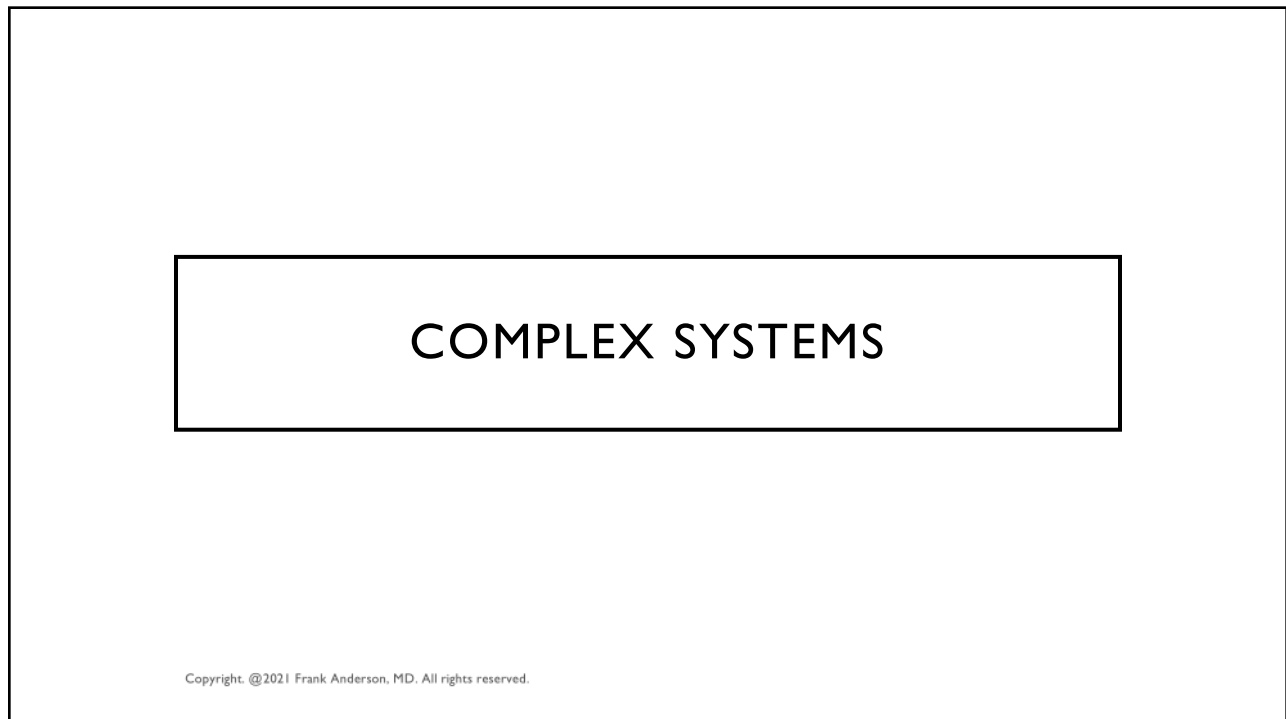 COMPLEX SYSTEMS
Copyright. @2021 Frank Anderson, MD. All rights reserved.